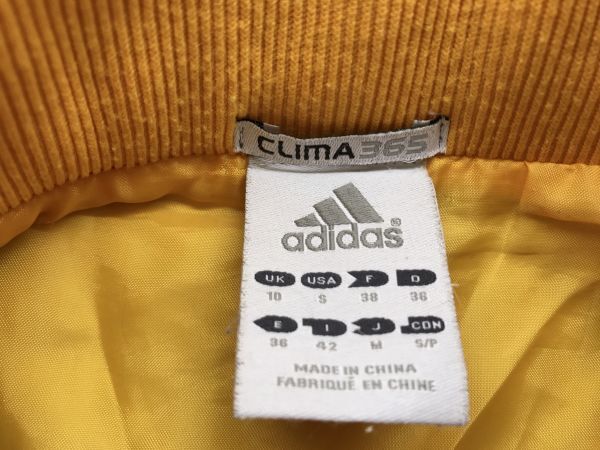 CLIMA365
adidas®
UK USA F D
10 S 38 36
E I J CDN
36 42 M S/P
MADE IN CHINA
FABRIQUÉ EN CHINE